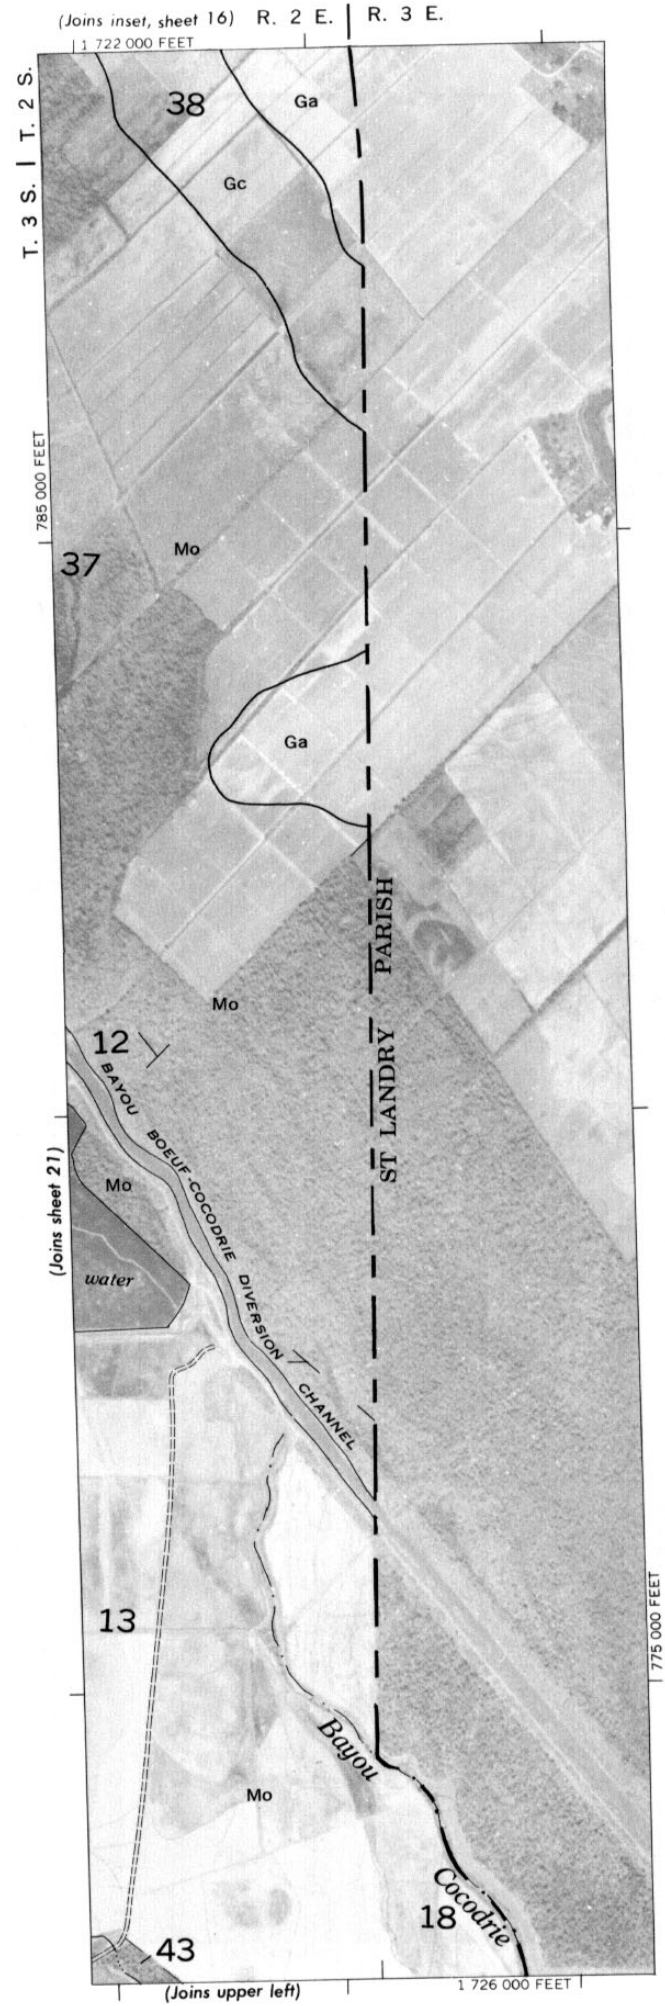 (Joins inset, sheet 16) R. 2 E. R. 3 E.
1 722 000 FEET
T. 3 S. T. 2 S.
38
Ga
Gc
785 000 FEET
Mo
37
Ga
ST LANDRY PARISH
Mo
12
BAYOU BOEUF-COCODRIE DIVERSION CHANNEL
(Joins sheet 21)
Mo
water
13
775 000 FEET
Bayou Cocodrie
Mo
18
43
(Joins upper left)
1 726 000 FEET